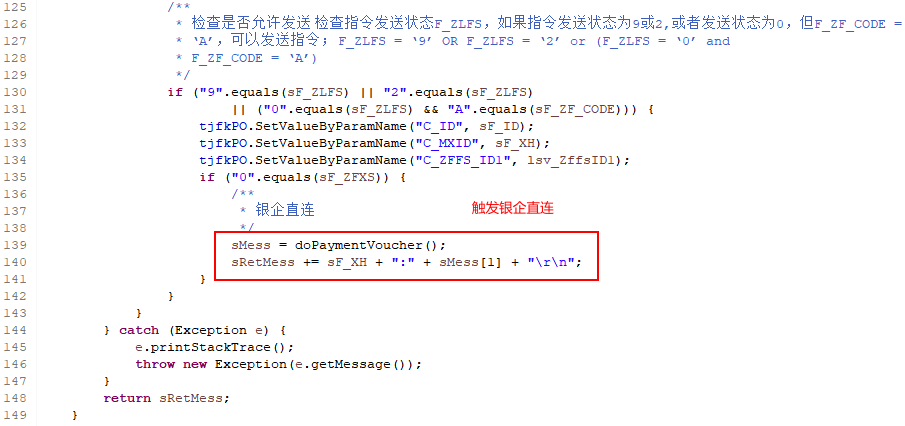 125 /**
126 * 检查是否允许发送 检查指令发送状态F_ZLFS，如果指令发送状态为9或2,或者发送状态为0，但F_ZF_CODE =
127 * ‘A’，可以发送指令； F_ZLFS = ‘9’ OR F_ZLFS = ‘2’ or (F_ZLFS = ‘0’ and
128 * F_ZF_CODE = ‘A’)
129 */
130 if ("9".equals(sF_ZLFS) || "2".equals(sF_ZLFS)
131 || ("0".equals(sF_ZLFS) && "A".equals(sF_ZF_CODE))) {
132 tjfkPO.SetValueByParamName("C_ID", sF_ID);
133 tjfkPO.SetValueByParamName("C_MXID", sF_XH);
134 tjfkPO.SetValueByParamName("C_ZFFS_ID1", lsv_ZffsID1);
135 if ("0".equals(sF_ZFXS)) {
136 /**
137 * 银企直连 触发银企直连
138 */
139 sMess = doPaymentVoucher();
140 sRetMess += sF_XH + ":" + sMess[1] + "\r\n";
141 }
142 }
143 }
144 } catch (Exception e) {
145 e.printStackTrace();
146 throw new Exception(e.getMessage());
147 }
148 return sRetMess;
149 }